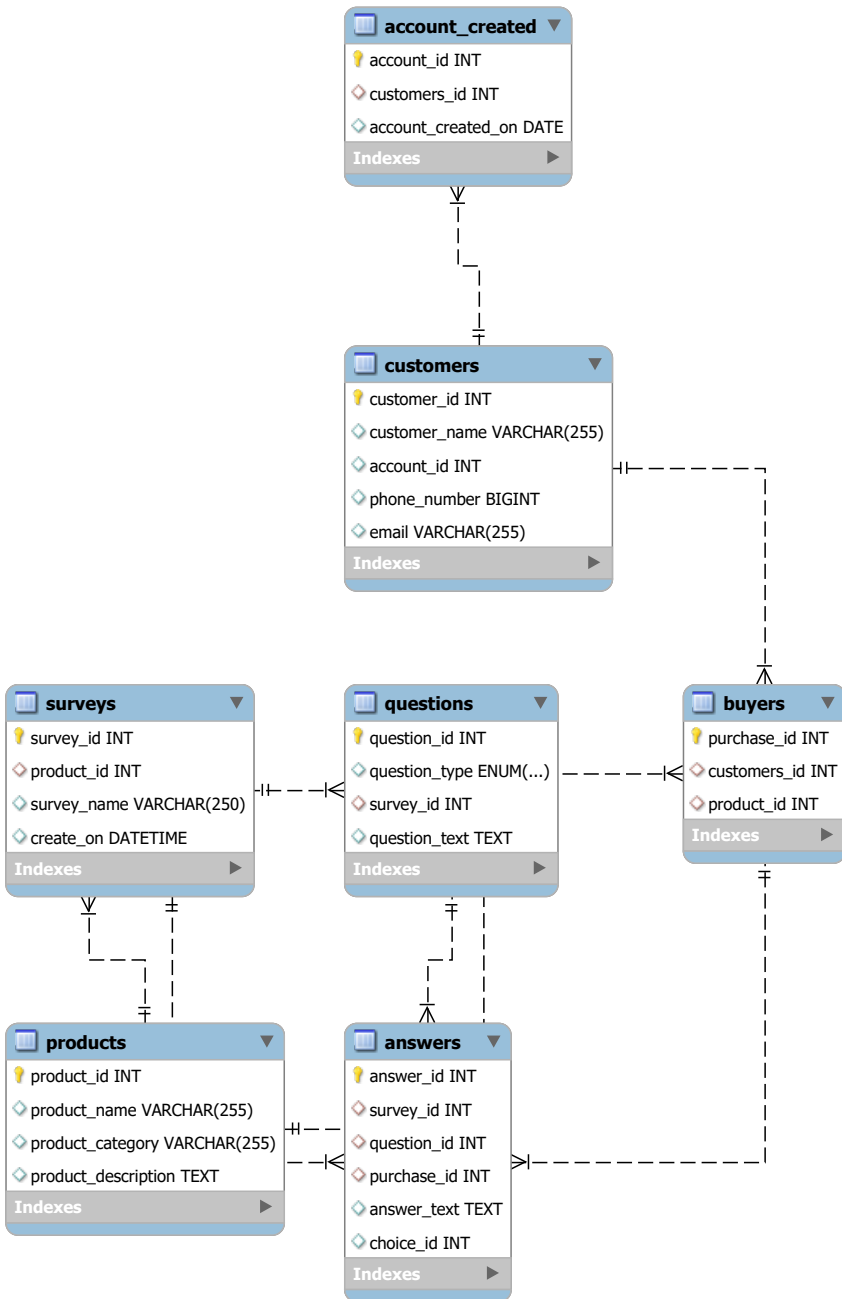 account_created
account_id INT
customers_id INT
account_created_on DATE
Indexes
customers
customer_id INT
customer_name VARCHAR(255)
account_id INT
phone_number BIGINT
email VARCHAR(255)
Indexes
surveys
survey_id INT
product_id INT
survey_name VARCHAR(250)
create_on DATETIME
Indexes
questions
question_id INT
question_type ENUM(...)
survey_id INT
question_text TEXT
Indexes
buyers
purchase_id INT
customers_id INT
product_id INT
Indexes
products
product_id INT
product_name VARCHAR(255)
product_category VARCHAR(255)
product_description TEXT
Indexes
answers
answer_id INT
survey_id INT
question_id INT
purchase_id INT
answer_text TEXT
choice_id INT
Indexes